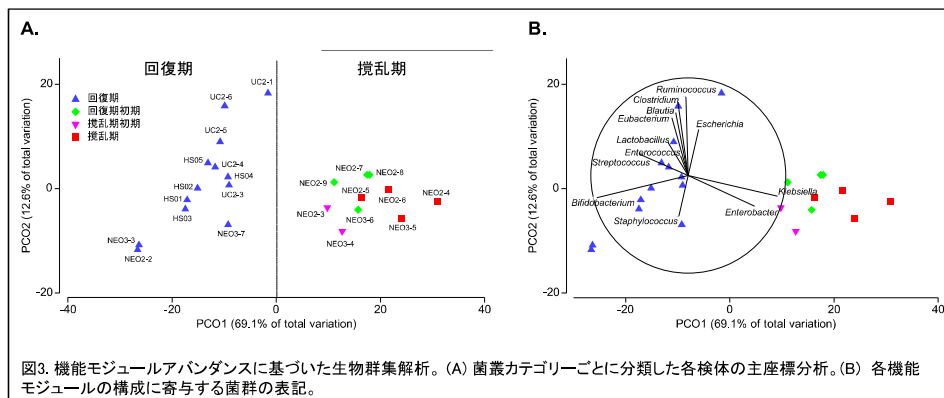 A.
B.
回復期
撹乱期
回復期
回復期初期
撹乱期初期
撹乱期
UC2-1
UC2-6
UC2-5
HS05
UC2-4
HS04
HS02
UC2-3
HS01
HS03
NEO3-7
NEO3-3
NEO2-2
NEO2-7
NEO2-8
NEO2-9
NEO2-5
NEO2-6
NEO2-4
NEO2-3
NEO3-6
NEO3-5
NEO3-4
20
0
-20
-40
-20
0
20
40
PCO2 (12.6% of total variation)
PCO1 (69.1% of total variation)
Ruminococcus
Clostridium
Blautia
Eubacterium
Escherichia
Lactobacillus
Enterococcus
Streptococcus
Bifidobacterium
Klebsiella
Enterobacter
Staphylococcus
20
0
-20
-40
-20
0
20
40
PCO2 (12.6% of total variation)
PCO1 (69.1% of total variation)
図3. 機能モジュールアバンダンスに基づいた生物群集解析。(A) 菌叢カテゴリーごとに分類した各検体の主座標分析。(B) 各機能
モジュールの構成に寄与する菌群の表記。